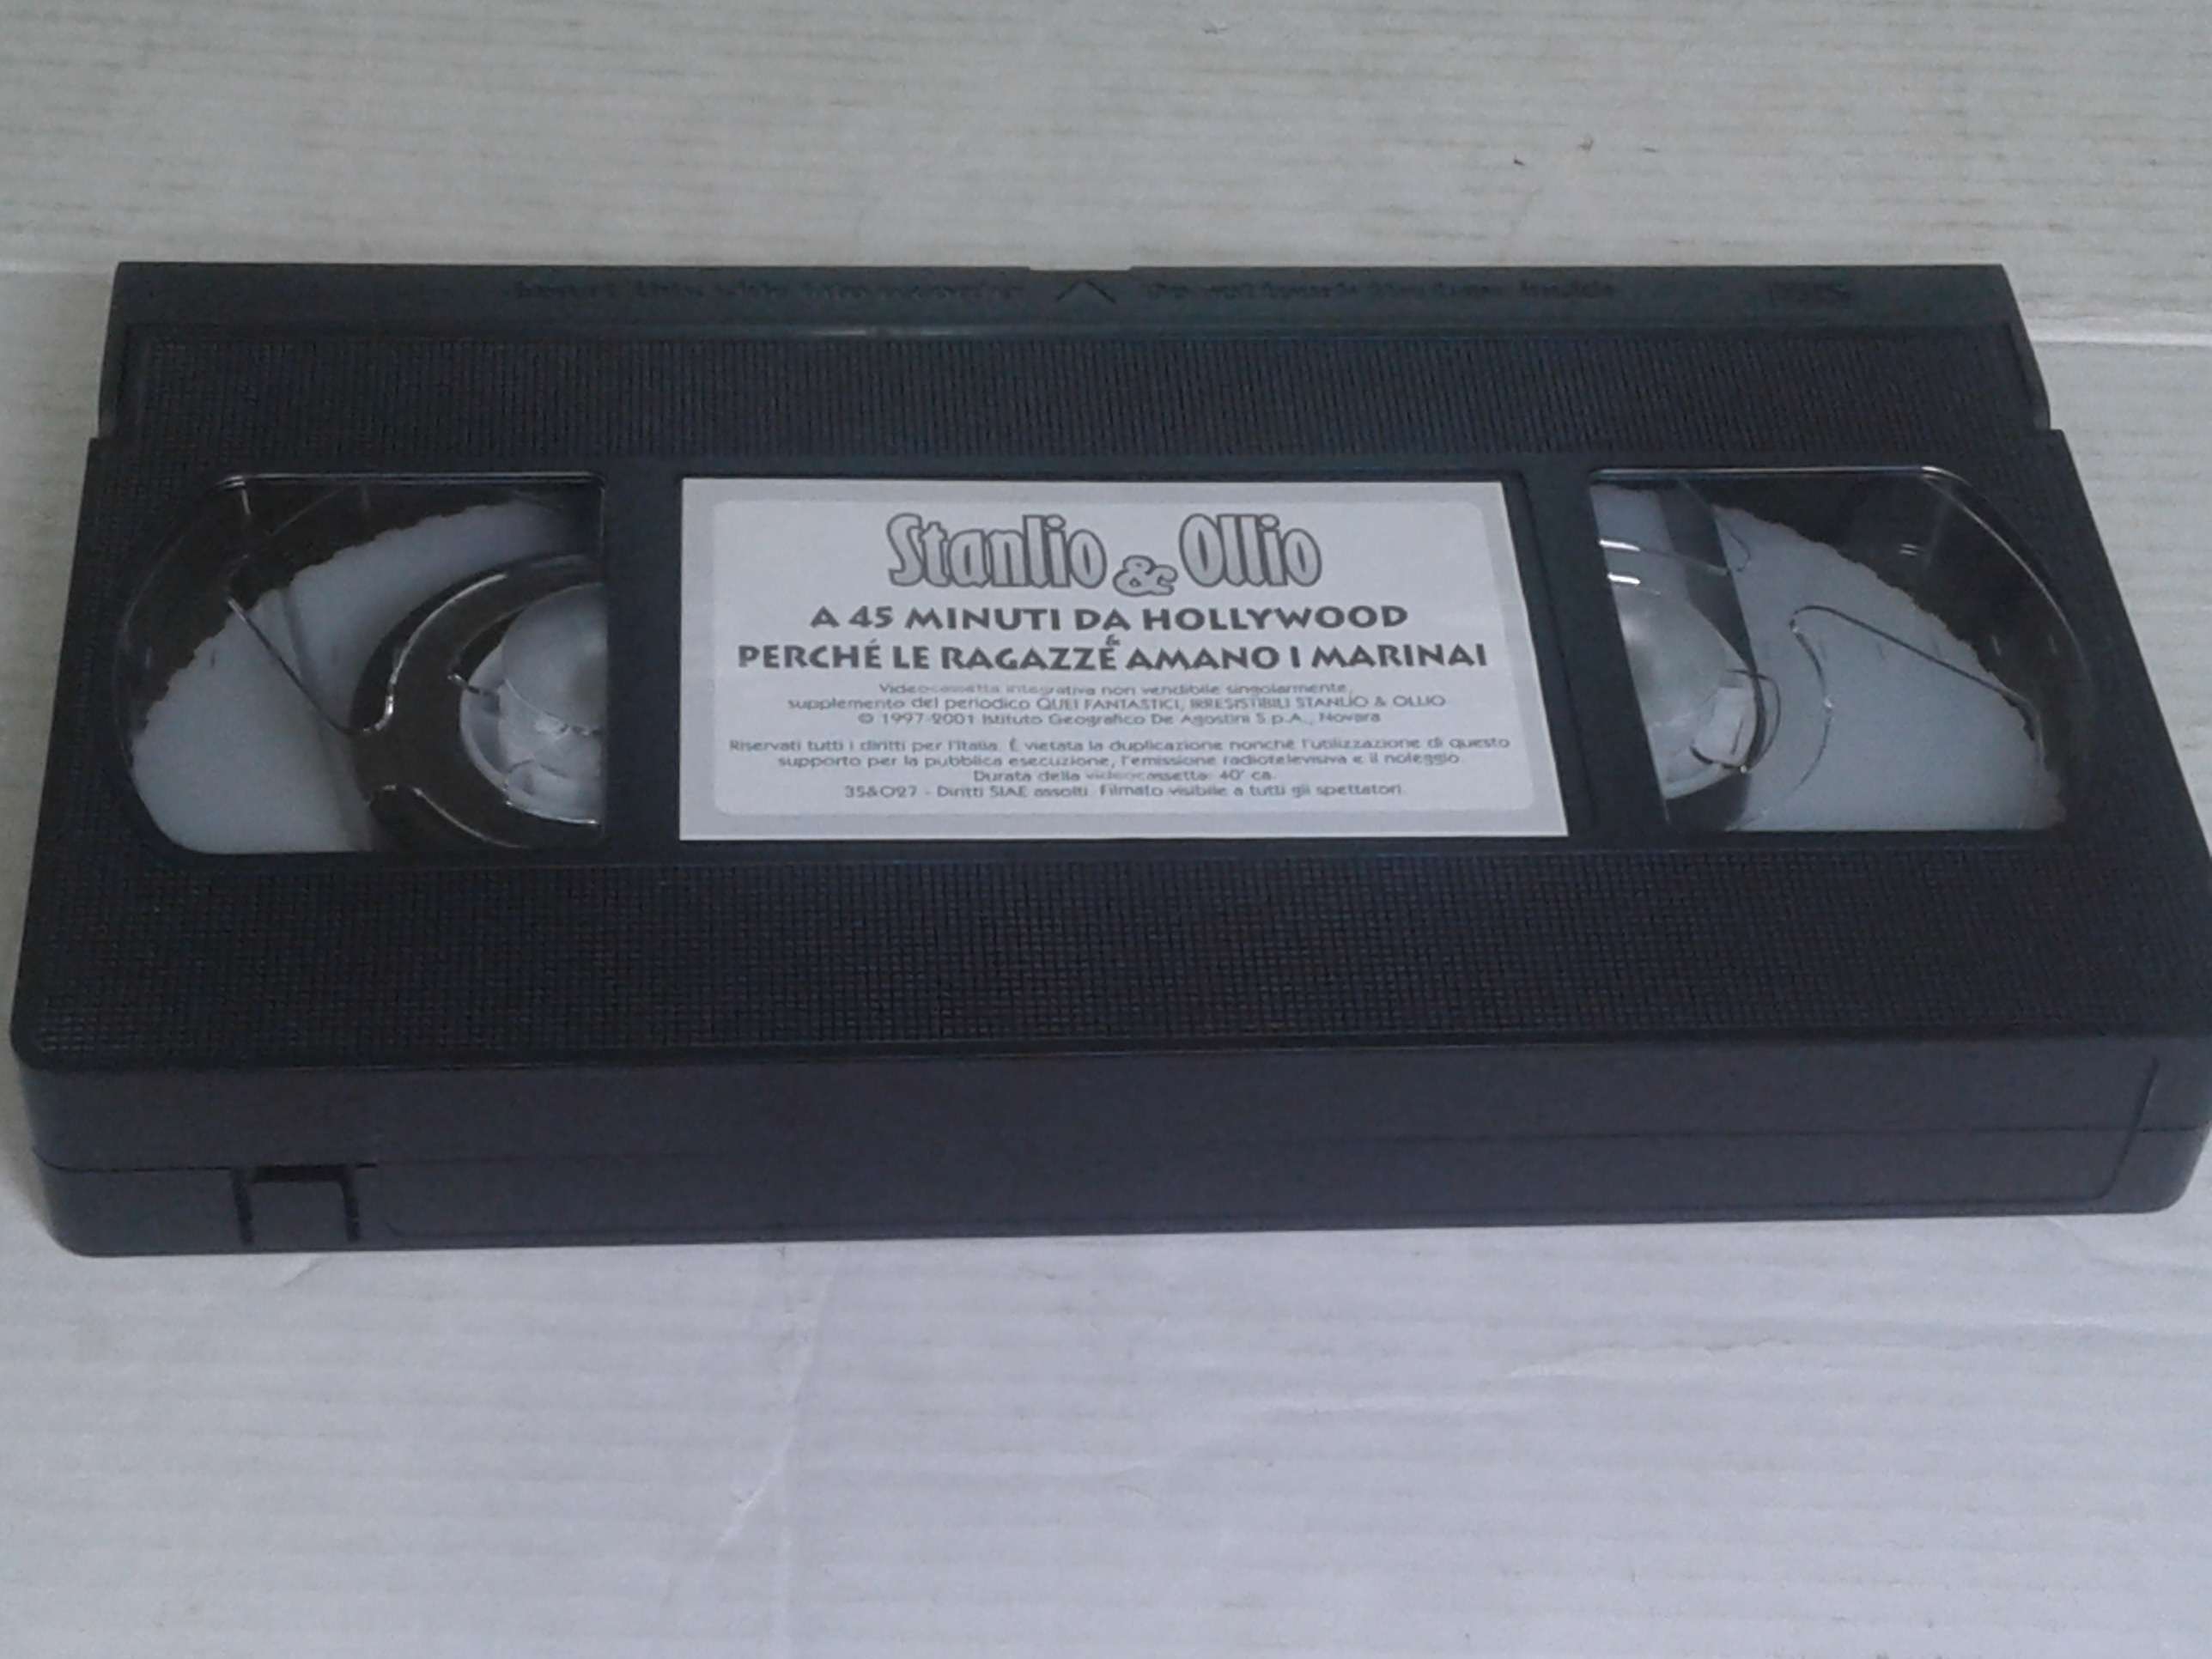 Stanlio & Ollio
A 45 MINUTI DA HOLLYWOOD
&
PERCHÉ LE RAGAZZE AMANO I MARINAI
Videocassetta integrativa non vendibile singolarmente,
supplemento del periodico QUEI FANTASTICI, IRRESISTIBILI STANLIO & OLLIO
© 1997-2001 Istituto Geografico De Agostini S.p.A., Novara
Riservati tutti i diritti per l'Italia. È vietata la duplicazione nonché l'utilizzazione di questo
supporto per la pubblica esecuzione, l'emissione radiotelevisiva e il noleggio.
Durata della videocassetta: 40' ca.
3S&O27 - Diritti SIAE assolti. Filmato visibile a tutti gli spettatori.